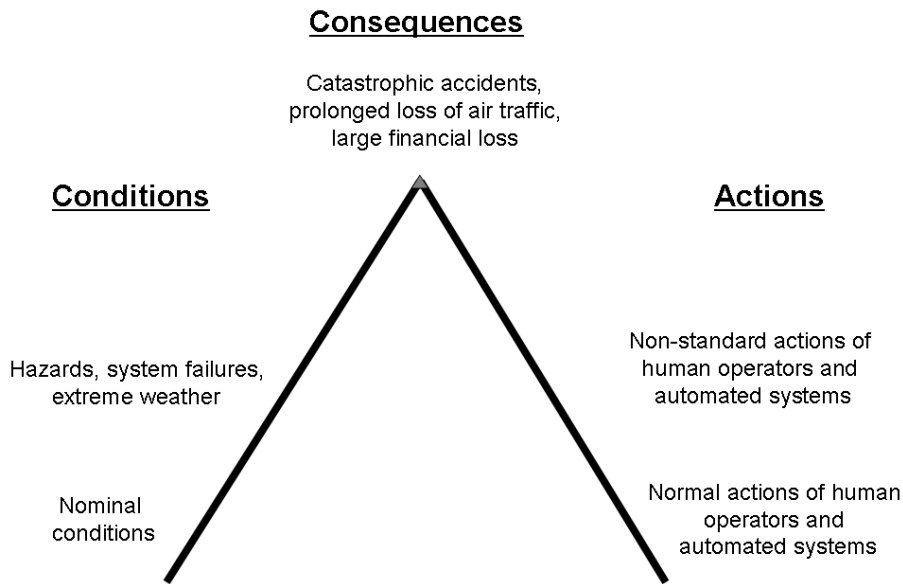 Consequences
Catastrophic accidents,
prolonged loss of air traffic,
large financial loss
Conditions
Actions
Hazards, system failures,
extreme weather
Non-standard actions of
human operators and
automated systems
Nominal
conditions
Normal actions of human
operators and
automated systems